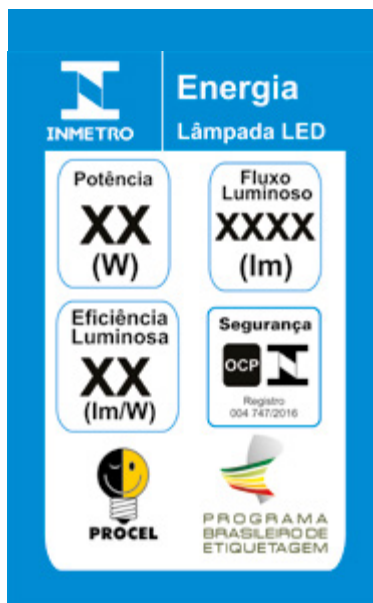 INMETRO
Energia
Lâmpada LED
Potência
XX
(W)
Fluxo
Luminoso
XXXX
(lm)
Eficiência
Luminosa
XX
(lm/W)
Segurança
OCP
Registro
004 747/2016
PROCEL
PROGRAMA
BRASILEIRO DE
ETIQUETAGEM